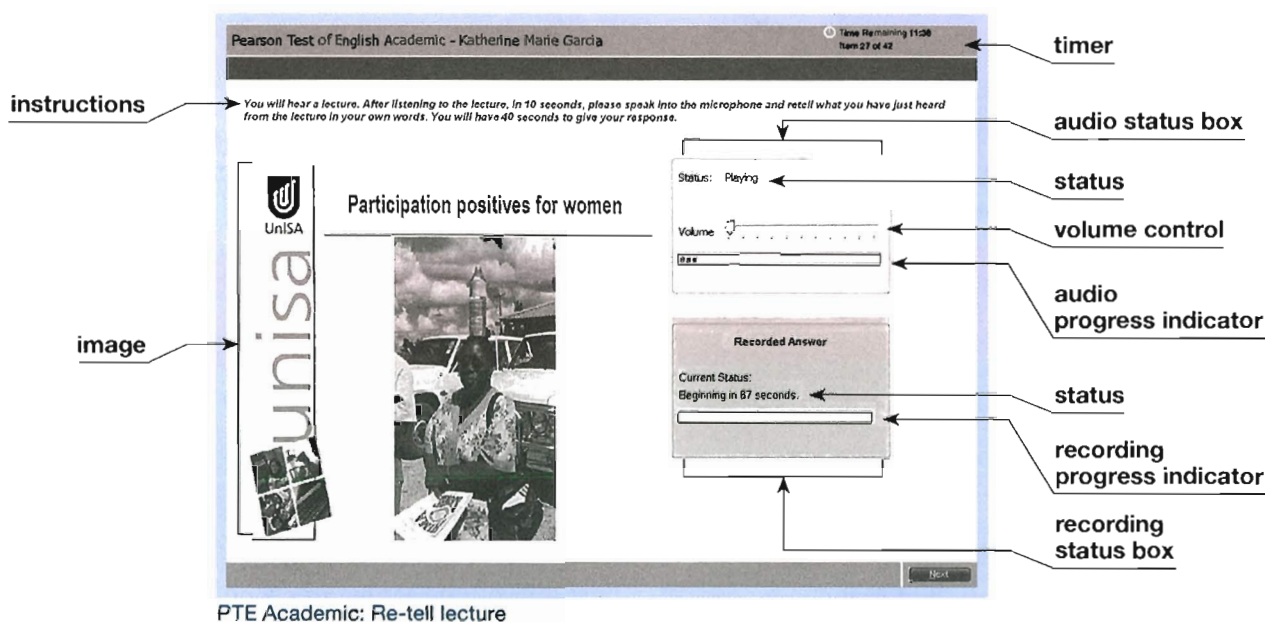 Pearson Test of English Academic - Katherine Marie Garcia
Time Remaining 11:38
Item 27 of 42
timer
instructions
You will hear a lecture. After listening to the lecture, in 10 seconds, please speak into the microphone and retell what you have just heard
from the lecture in your own words. You will have 40 seconds to give your response.
audio status box
Status: Playing
status
UnISA
unisa
Participation positives for women
Volume
volume control
audio
progress indicator
image
Recorded Answer
Current Status:
Beginning in 67 seconds.
status
recording
progress indicator
recording
status box
Next
PTE Academic: Re-tell lecture